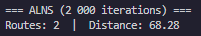 === ALNS (2 000 iterations) ===
Routes: 2 | Distance: 68.28